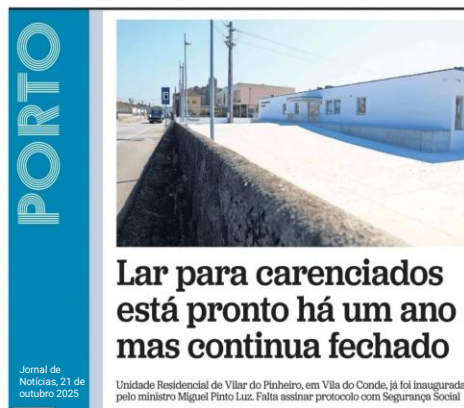 PORTO
Lar para carenciados
está pronto há um ano
mas continua fechado
Unidade Residencial de Vilar do Pinheiro, em Vila do Conde, já foi inaugurada
pelo ministro Miguel Pinto Luz. Falta assinar protocolo com Segurança Social
Jornal de
Notícias, 21 de
outubro 2025